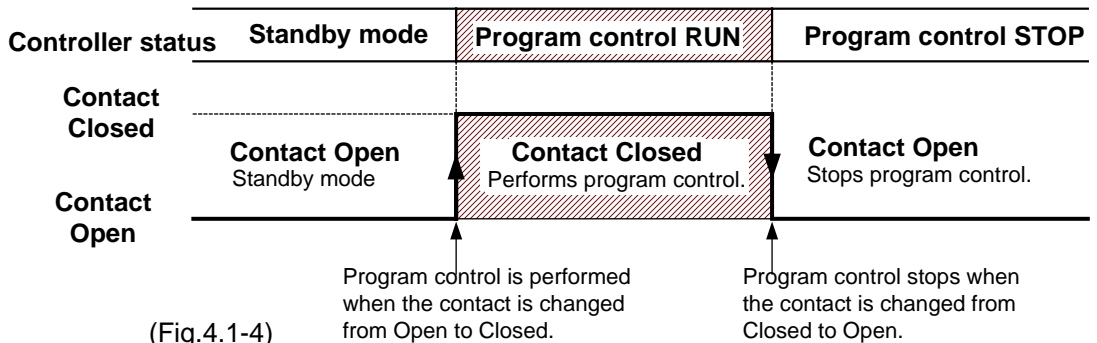 Controller status
Standby mode
Program control RUN
Program control STOP
Contact
Closed
Contact Open
Standby mode
Contact Closed
Performs program control.
Contact Open
Stops program control.
Contact
Open
Program control is performed
when the contact is changed
from Open to Closed.
Program control stops when
the contact is changed from
Closed to Open.
(Fig.4.1-4)